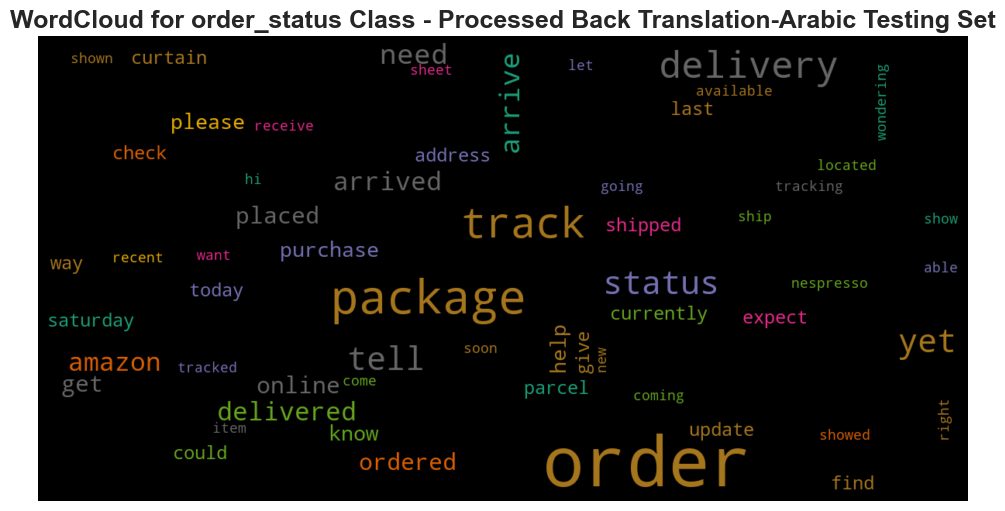 WordCloud for order_status Class - Processed Back Translation-Arabic Testing Set
shown
curtain
need
sheet
arrive
let
delivery
available
last
wondering
please
receive
check
address
located
hi
arrived
going
tracking
placed
track
shipped
ship
show
purchase
way
recent
want
able
today
package
status
nespresso
saturday
currently
expect
amazon
tracked
tell
soon
help
give
new
yet
get
online
come
parcel
coming
delivered
item
know
update
showed
right
could
ordered
order
find